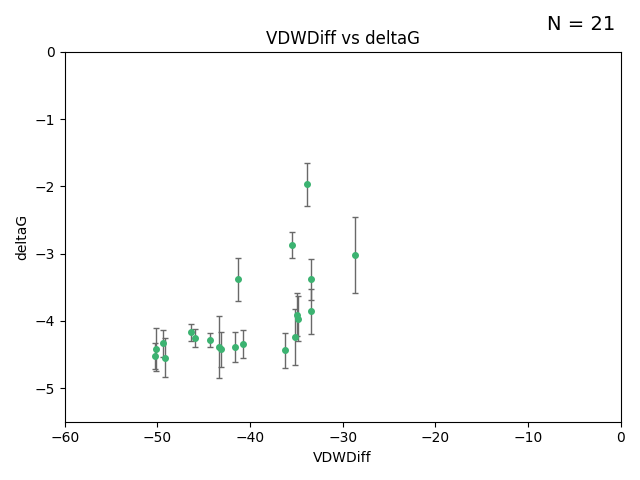 N = 21
VDWDiff vs deltaG
0
−1
−2
−3
−4
−5
deltaG
−60 −50 −40 −30 −20 −10 0
VDWDiff